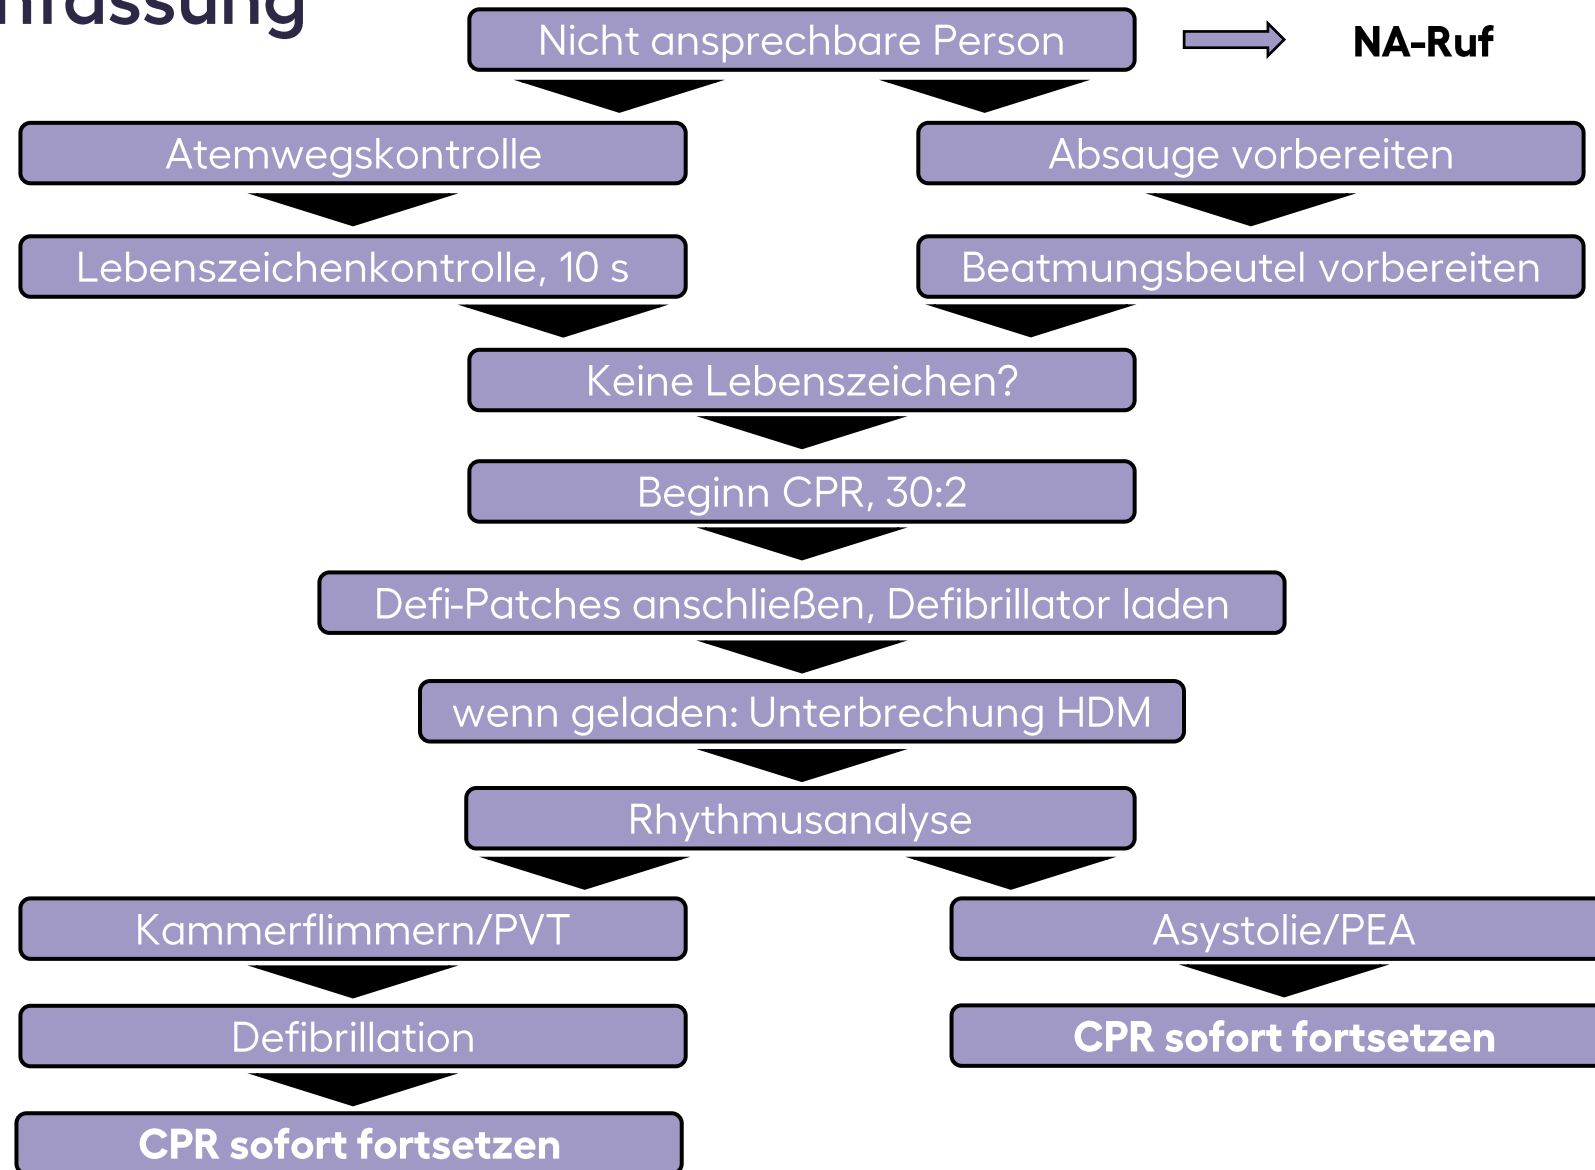 nfassung
Nicht ansprechbare Person
NA-Ruf
Atemwegskontrolle
Absauge vorbereiten
Lebenszeichenkontrolle, 10 s
Beatmungsbeutel vorbereiten
Keine Lebenszeichen?
Beginn CPR, 30:2
Defi-Patches anschließen, Defibrillator laden
wenn geladen: Unterbrechung HDM
Rhythmusanalyse
Kammerflimmern/PVT
Asystolie/PEA
Defibrillation
CPR sofort fortsetzen
CPR sofort fortsetzen